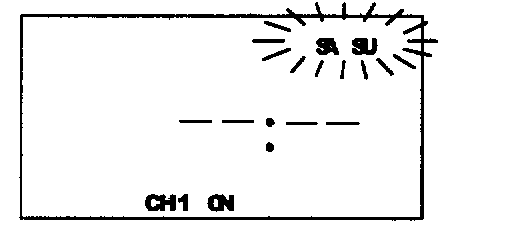 SA SU
-- -- : -- --
CH1 ON